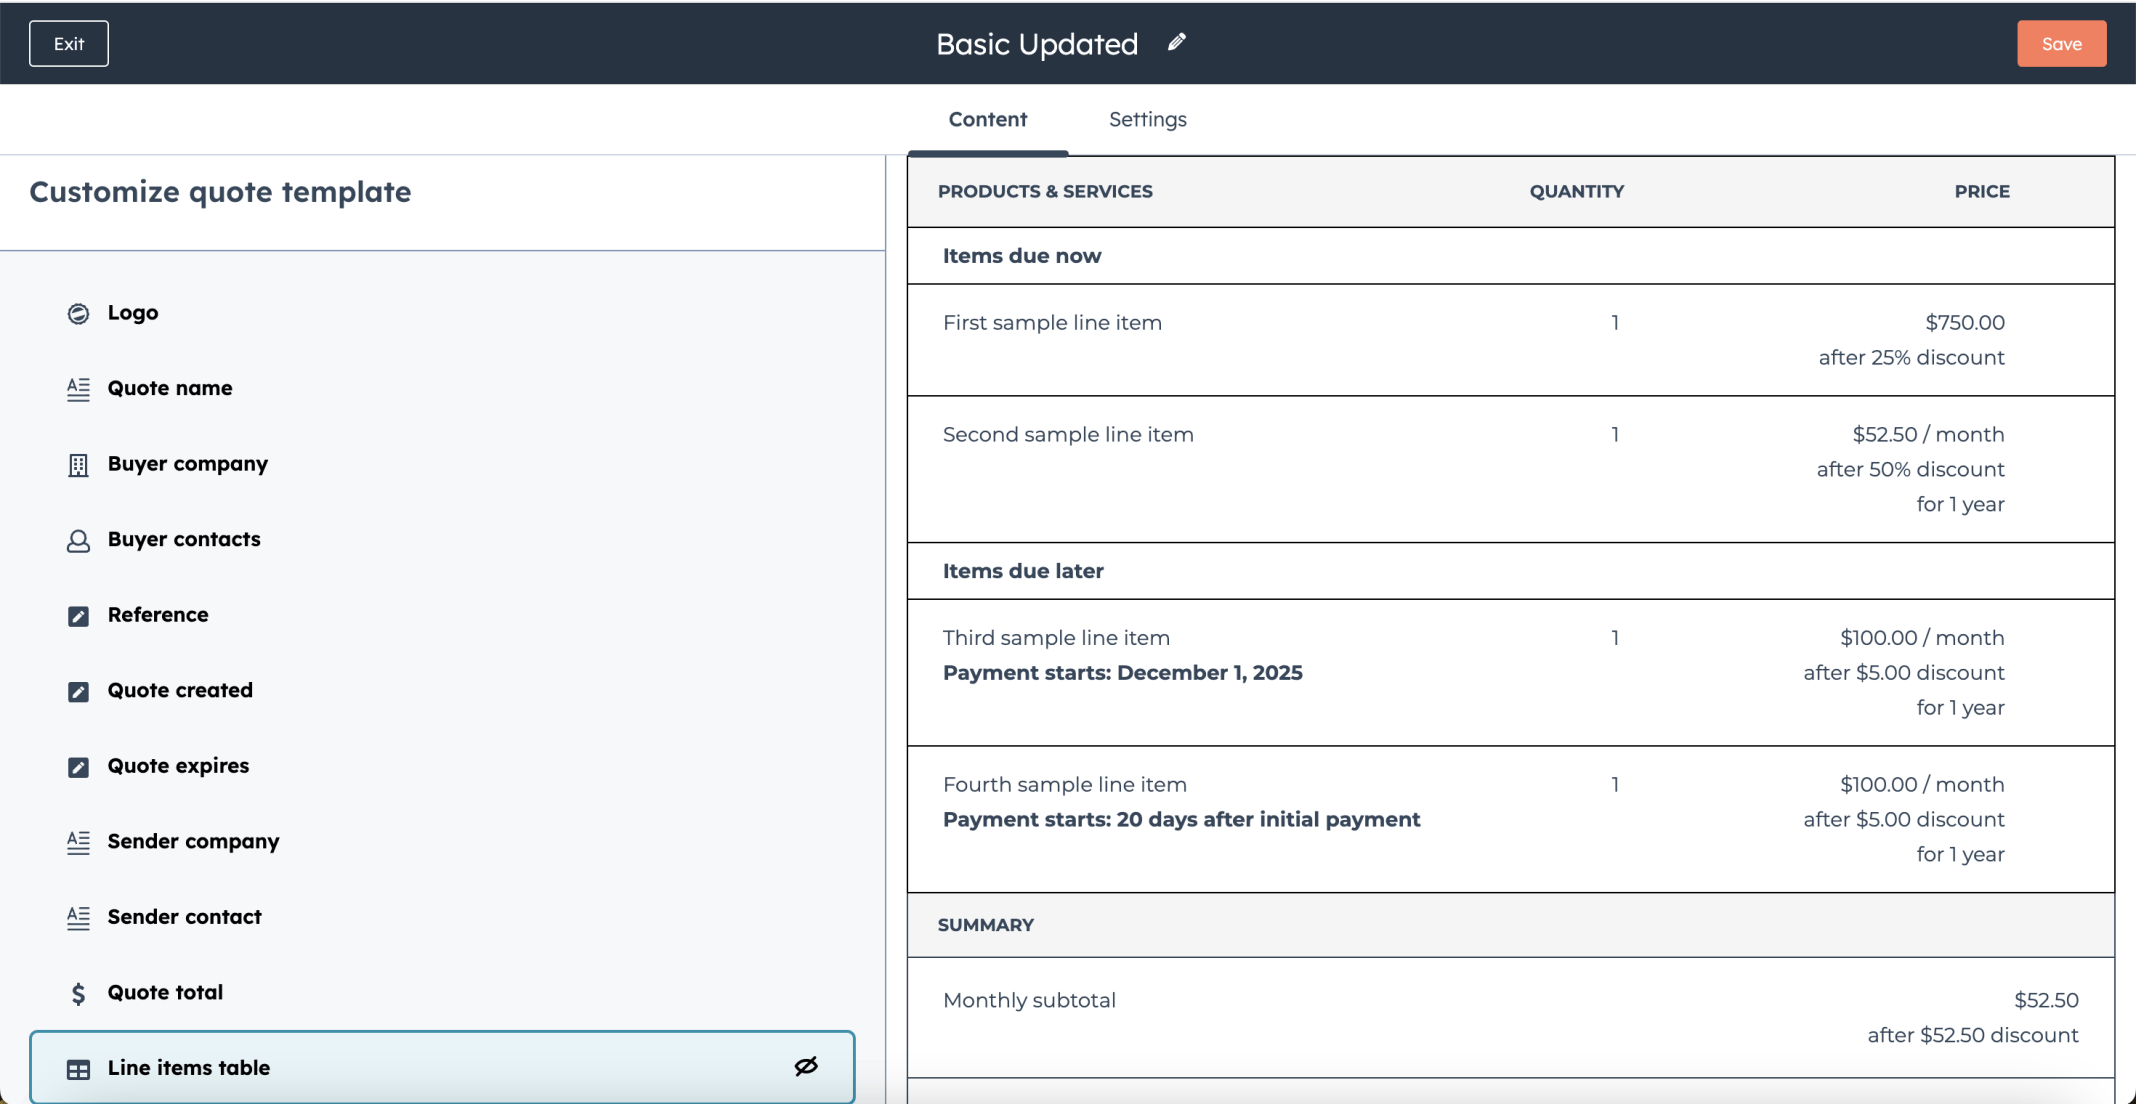 Exit
Basic Updated
Save
Content
Settings
Customize quote template
Logo
Quote name
Buyer company
Buyer contacts
Reference
Quote created
Quote expires
Sender company
Sender contact
Quote total
Line items table
PRODUCTS & SERVICES QUANTITY PRICE
Items due now
First sample line item 1 $750.00
after 25% discount
Second sample line item 1 $52.50 / month
after 50% discount
for 1 year
Items due later
Third sample line item 1 $100.00 / month
Payment starts: December 1, 2025 after $5.00 discount
for 1 year
Fourth sample line item 1 $100.00 / month
Payment starts: 20 days after initial payment after $5.00 discount
for 1 year
SUMMARY
Monthly subtotal $52.50
after $52.50 discount